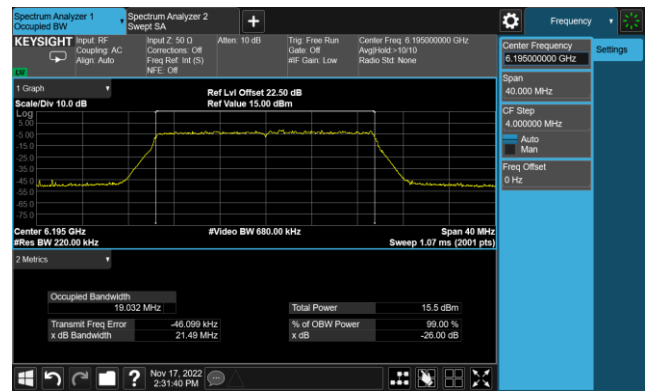 Spectrum Analyzer 1
Occupied BW
Spectrum Analyzer 2
Swept SA
Frequency
KEYSIGHT
Input: RF
Coupling: AC
Align: Auto
Input Z: 50 Ω
Corrections: Off
Freq Ref: Int (S)
NFE: Off
Atten: 10 dB
Trig: Free Run
Gate: Off
#IF Gain: Low
Center Freq: 6.195000000 GHz
Avg|Hold:>10/10
Radio Std: None
Center Frequency
6.195000000 GHz
Settings
Span
40.000 MHz
CF Step
4.000000 MHz
Auto
Man
Freq Offset
0 Hz
1 Graph
Scale/Div 10.0 dB
Ref Lvl Offset 22.50 dB
Ref Value 15.00 dBm
Log
5.00
-5.00
-15.0
-25.0
-35.0
-45.0
-55.0
-65.0
-75.0
Center 6.195 GHz
#Res BW 220.00 kHz
#Video BW 680.00 kHz
Span 40 MHz
Sweep 1.07 ms (2001 pts)
2 Metrics
Occupied Bandwidth
19.032 MHz
Total Power 15.5 dBm
Transmit Freq Error -46.099 kHz
% of OBW Power 99.00 %
x dB Bandwidth 21.49 MHz
x dB -26.00 dB
Nov 17, 2022
2:31:40 PM